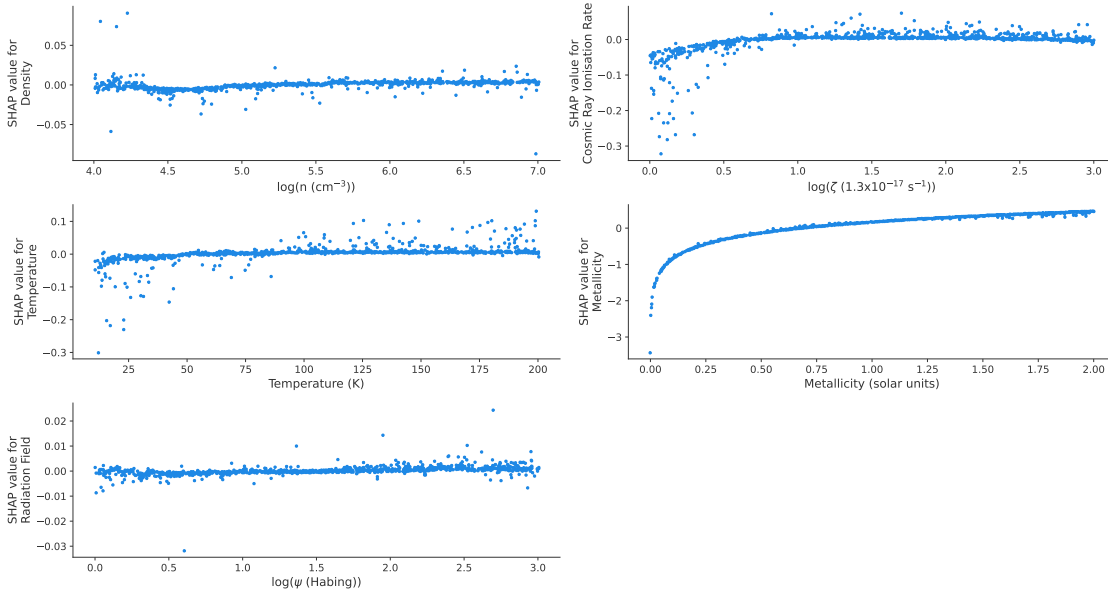 SHAP value for
Density
0.05
0.00
−0.05
4.0 4.5 5.0 5.5 6.0 6.5 7.0
log(n (cm⁻³))
SHAP value for
Cosmic Ray Ionisation Rate
0.0
−0.1
−0.2
−0.3
0.0 0.5 1.0 1.5 2.0 2.5 3.0
log(ζ (1.3x10⁻¹⁷ s⁻¹))
SHAP value for
Temperature
0.1
0.0
−0.1
−0.2
−0.3
25 50 75 100 125 150 175 200
Temperature (K)
SHAP value for
Metallicity
0
−1
−2
−3
0.00 0.25 0.50 0.75 1.00 1.25 1.50 1.75 2.00
Metallicity (solar units)
SHAP value for
Radiation Field
0.02
0.01
0.00
−0.01
−0.02
−0.03
0.0 0.5 1.0 1.5 2.0 2.5 3.0
log(ψ (Habing))